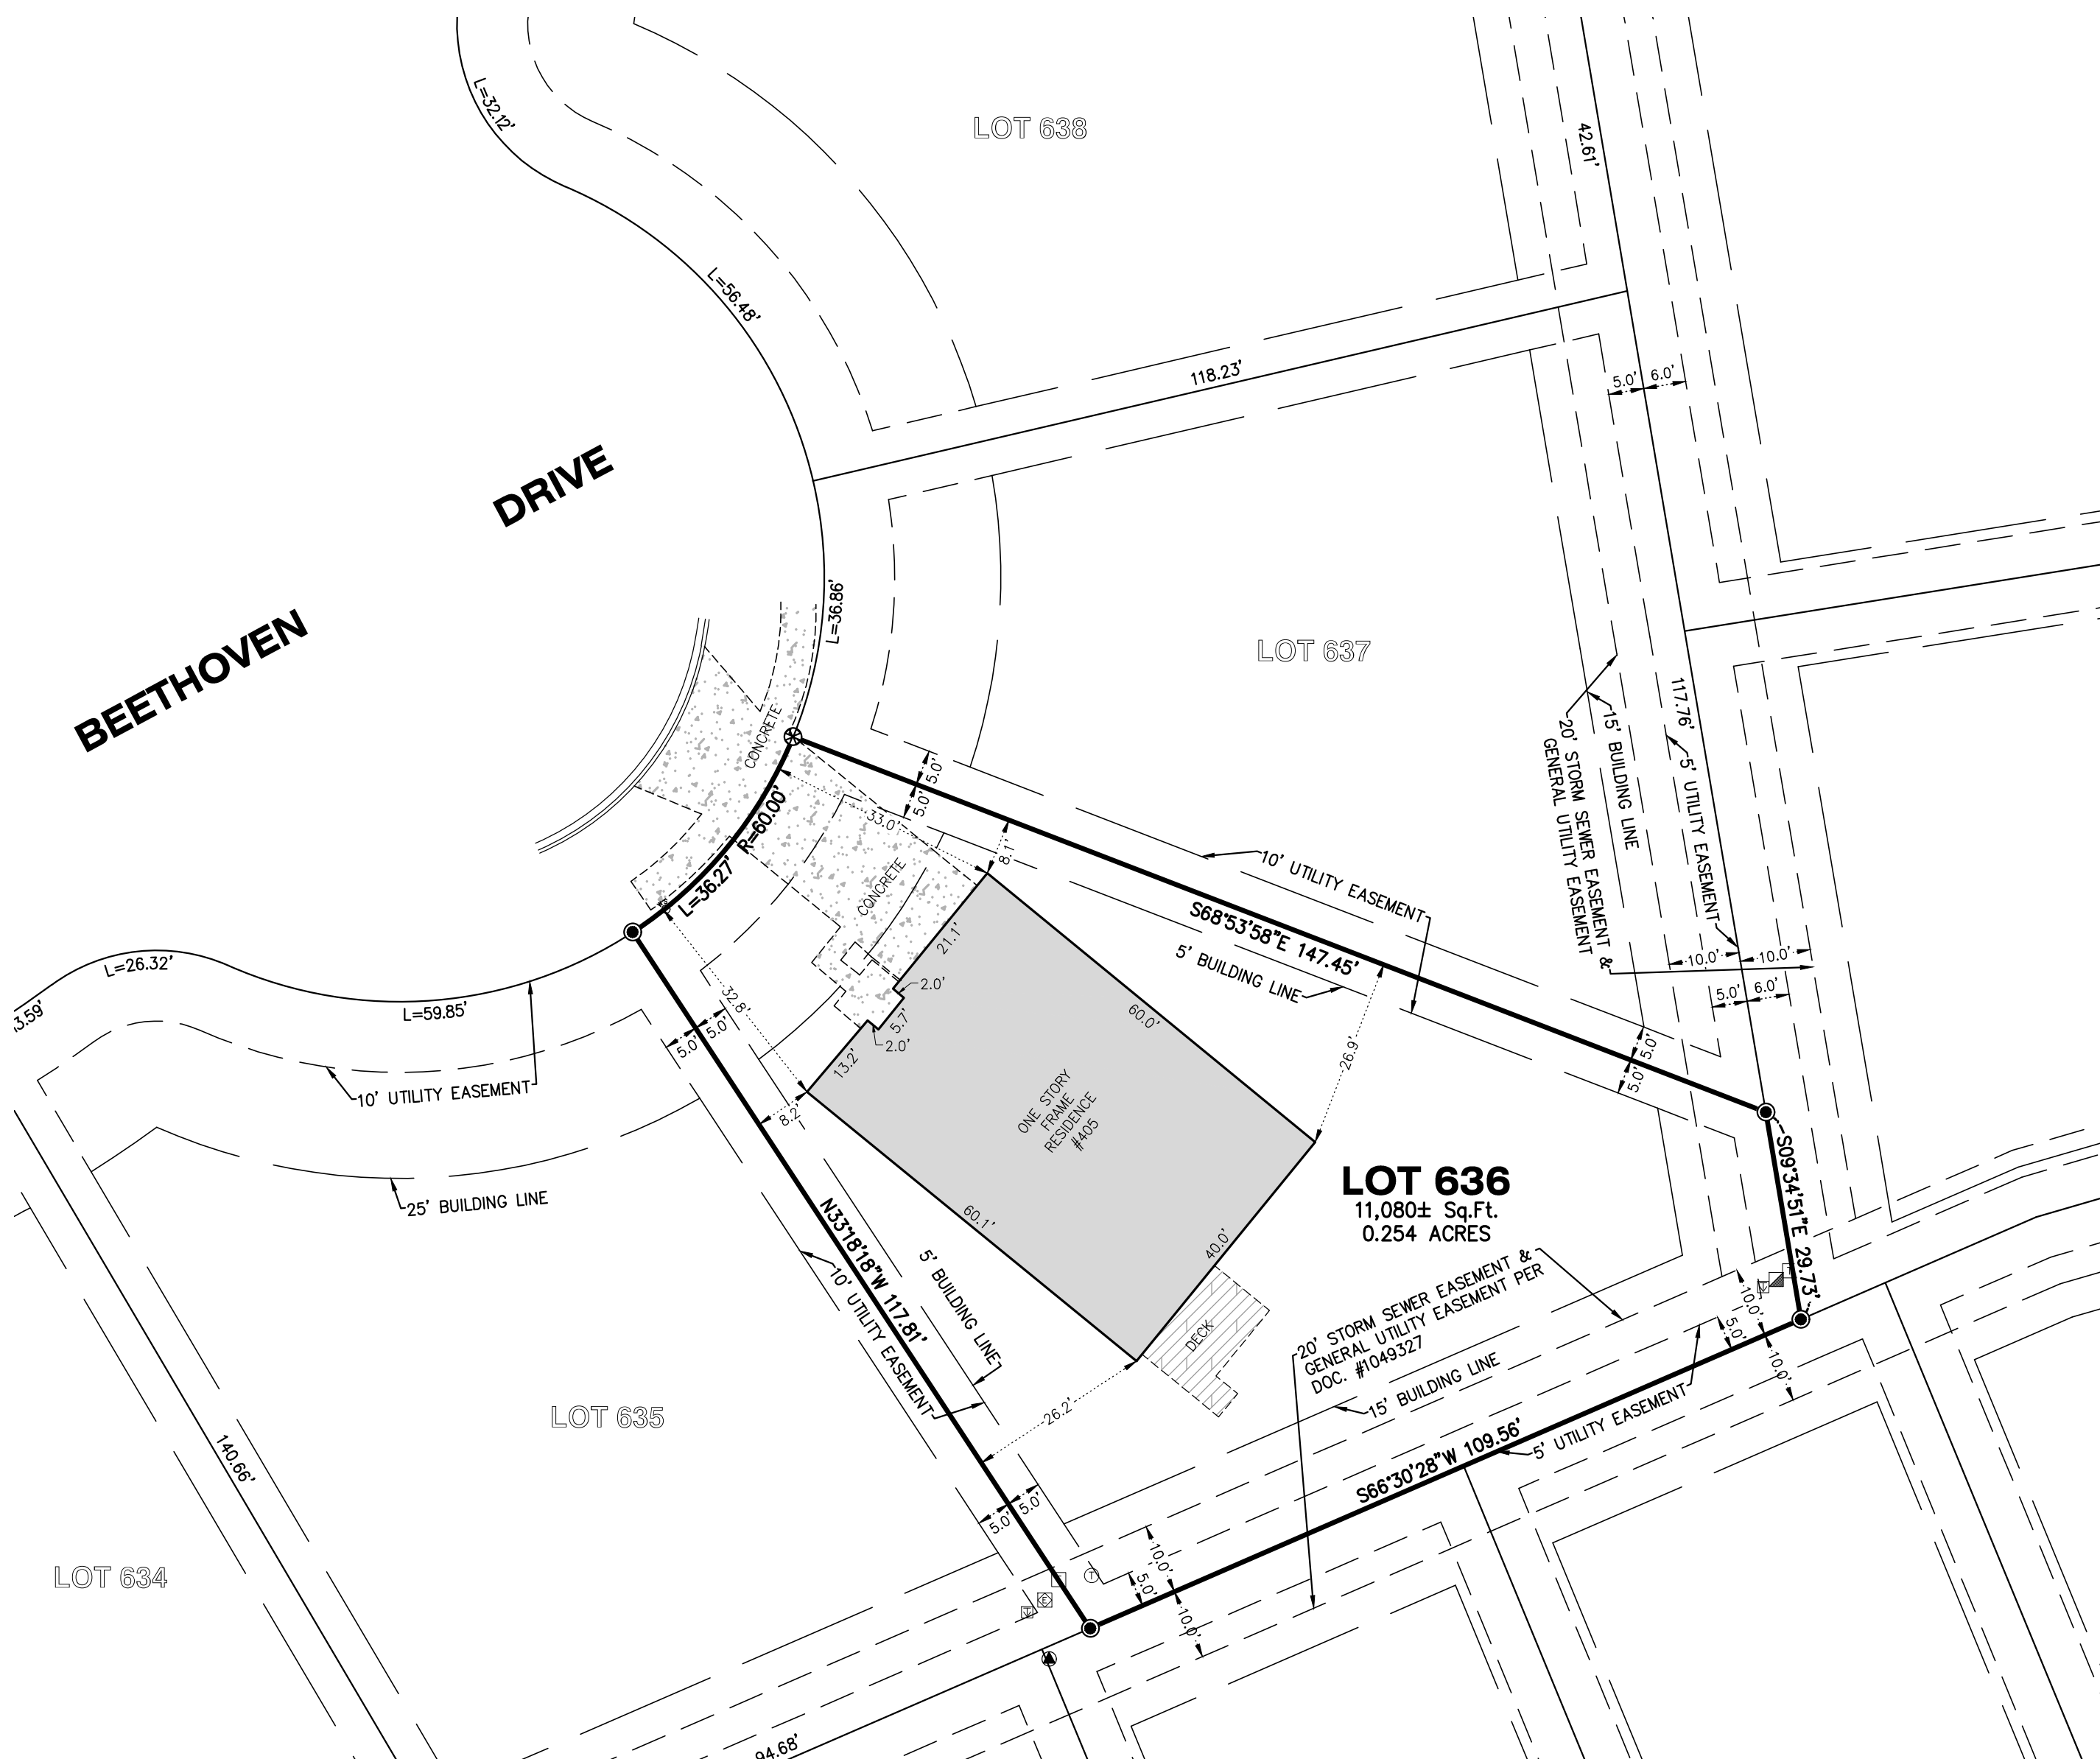 L=32.12'
LOT 638
42.61'
L=56.48'
118.23'
5.0'
6.0'
DRIVE
BEETHOVEN
L=36.86'
LOT 637
117.76'
15' BUILDING LINE
20' STORM SEWER EASEMENT &
GENERAL UTILITY EASEMENT
5' UTILITY EASEMENT
CONCRETE
R=60.00'
L=36.27'
5.0'
5.0'
33.0'
8.1'
CONCRETE
10' UTILITY EASEMENT
S68°53'58"E 147.45'
5' BUILDING LINE
10.0'
10.0'
5.0'
6.0'
L=26.32'
3.59'
L=59.85'
21.1'
2.0'
32.8'
5.7'
2.0'
13.2'
5.0'
5.0'
8.2'
60.0'
26.9'
5.0'
5.0'
10' UTILITY EASEMENT
25' BUILDING LINE
ONE STORY
FRAME
RESIDENCE
#405
LOT 636
11,080± Sq.Ft.
0.254 ACRES
S09°34'51"E 29.73'
60.1'
40.0'
N33°18'18"W 117.81'
10' UTILITY EASEMENT
5' BUILDING LINE
DECK
20' STORM SEWER EASEMENT &
GENERAL UTILITY EASEMENT PER
DOC. #1049327
15' BUILDING LINE
10.0'
5.0'
10.0'
5' UTILITY EASEMENT
S66°30'28"W 109.56'
26.2'
LOT 635
140.66'
5.0'
5.0'
LOT 634
T
E
10.0'
5.0'
10.0'
94.68'